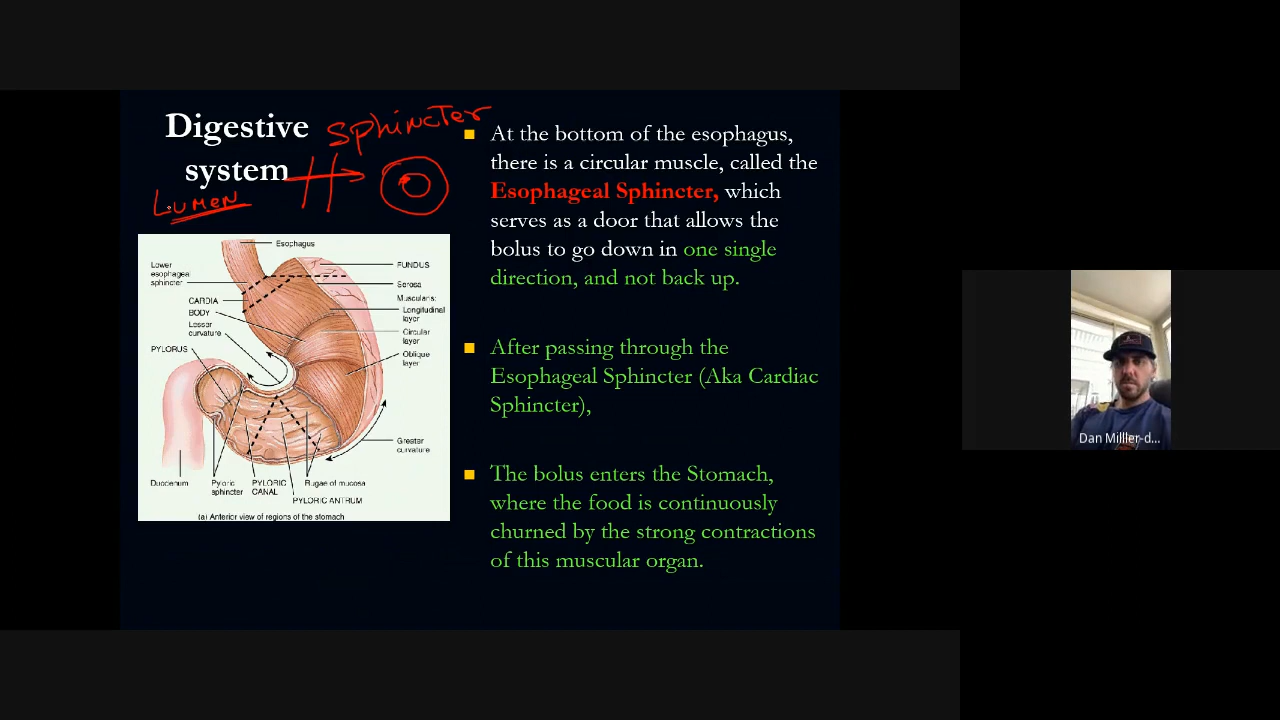 Digestive
system
Sphincter
Lumen
At the bottom of the esophagus,
there is a circular muscle, called the
Esophageal Sphincter, which
serves as a door that allows the
bolus to go down in one single
direction, and not back up.
After passing through the
Esophageal Sphincter (Aka Cardiac
Sphincter),
The bolus enters the Stomach,
where the food is continuously
churned by the strong contractions
of this muscular organ.
Esophagus
Lower
esophageal
sphincter
CARDIA
BODY
Lesser
curvature
PYLORUS
FUNDUS
Serosa
Muscularis:
Longitudinal
layer
Circular
layer
Oblique
layer
Greater
curvature
Duodenum
Pyloric
sphincter
PYLORIC
CANAL
Rugae of mucosa
PYLORIC ANTRUM
(a) Anterior view of regions of the stomach
Dan Milller-d...